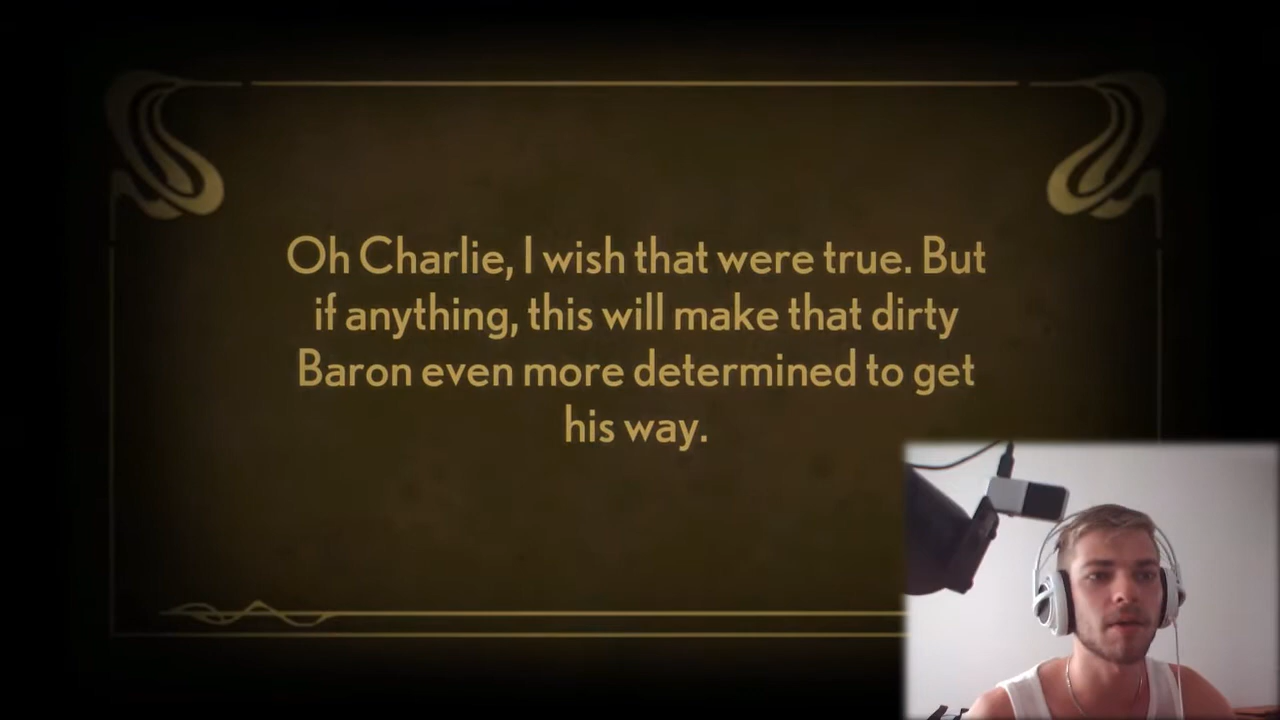 Oh Charlie, I wish that were true. But
if anything, this will make that dirty
Baron even more determined to get
his way.